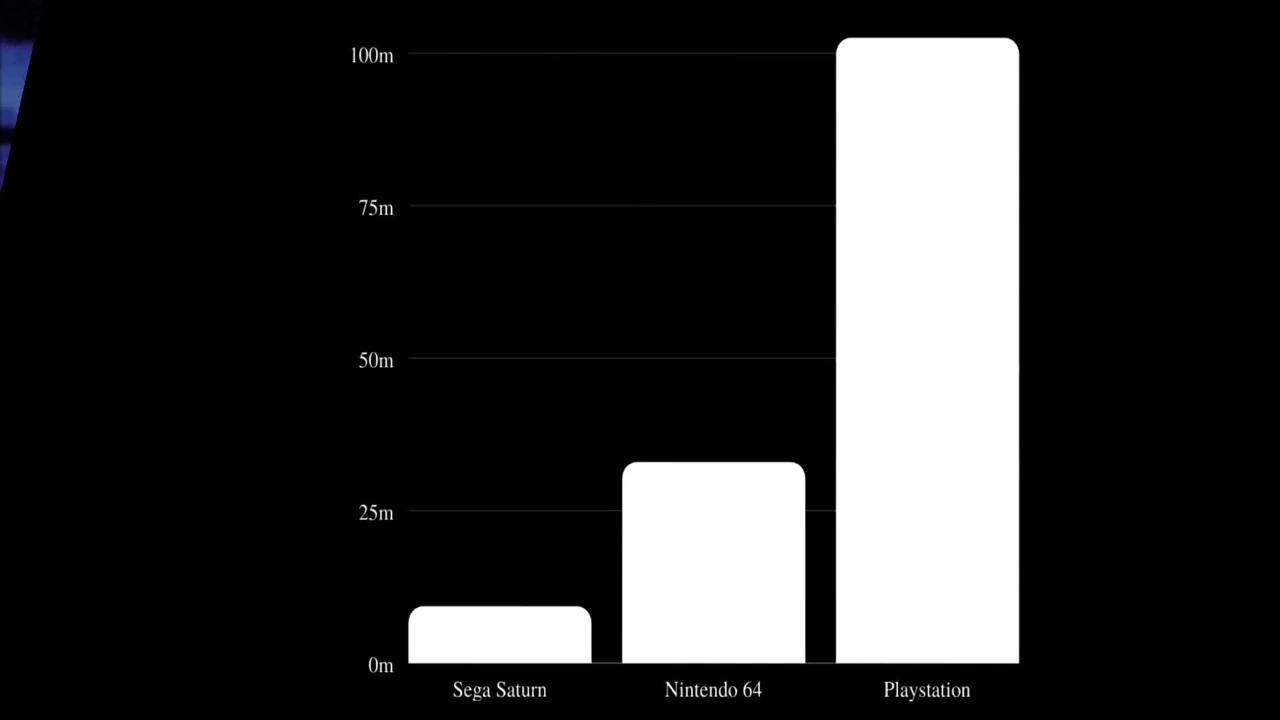 100m
75m
50m
25m
0m
Sega Saturn
Nintendo 64
Playstation